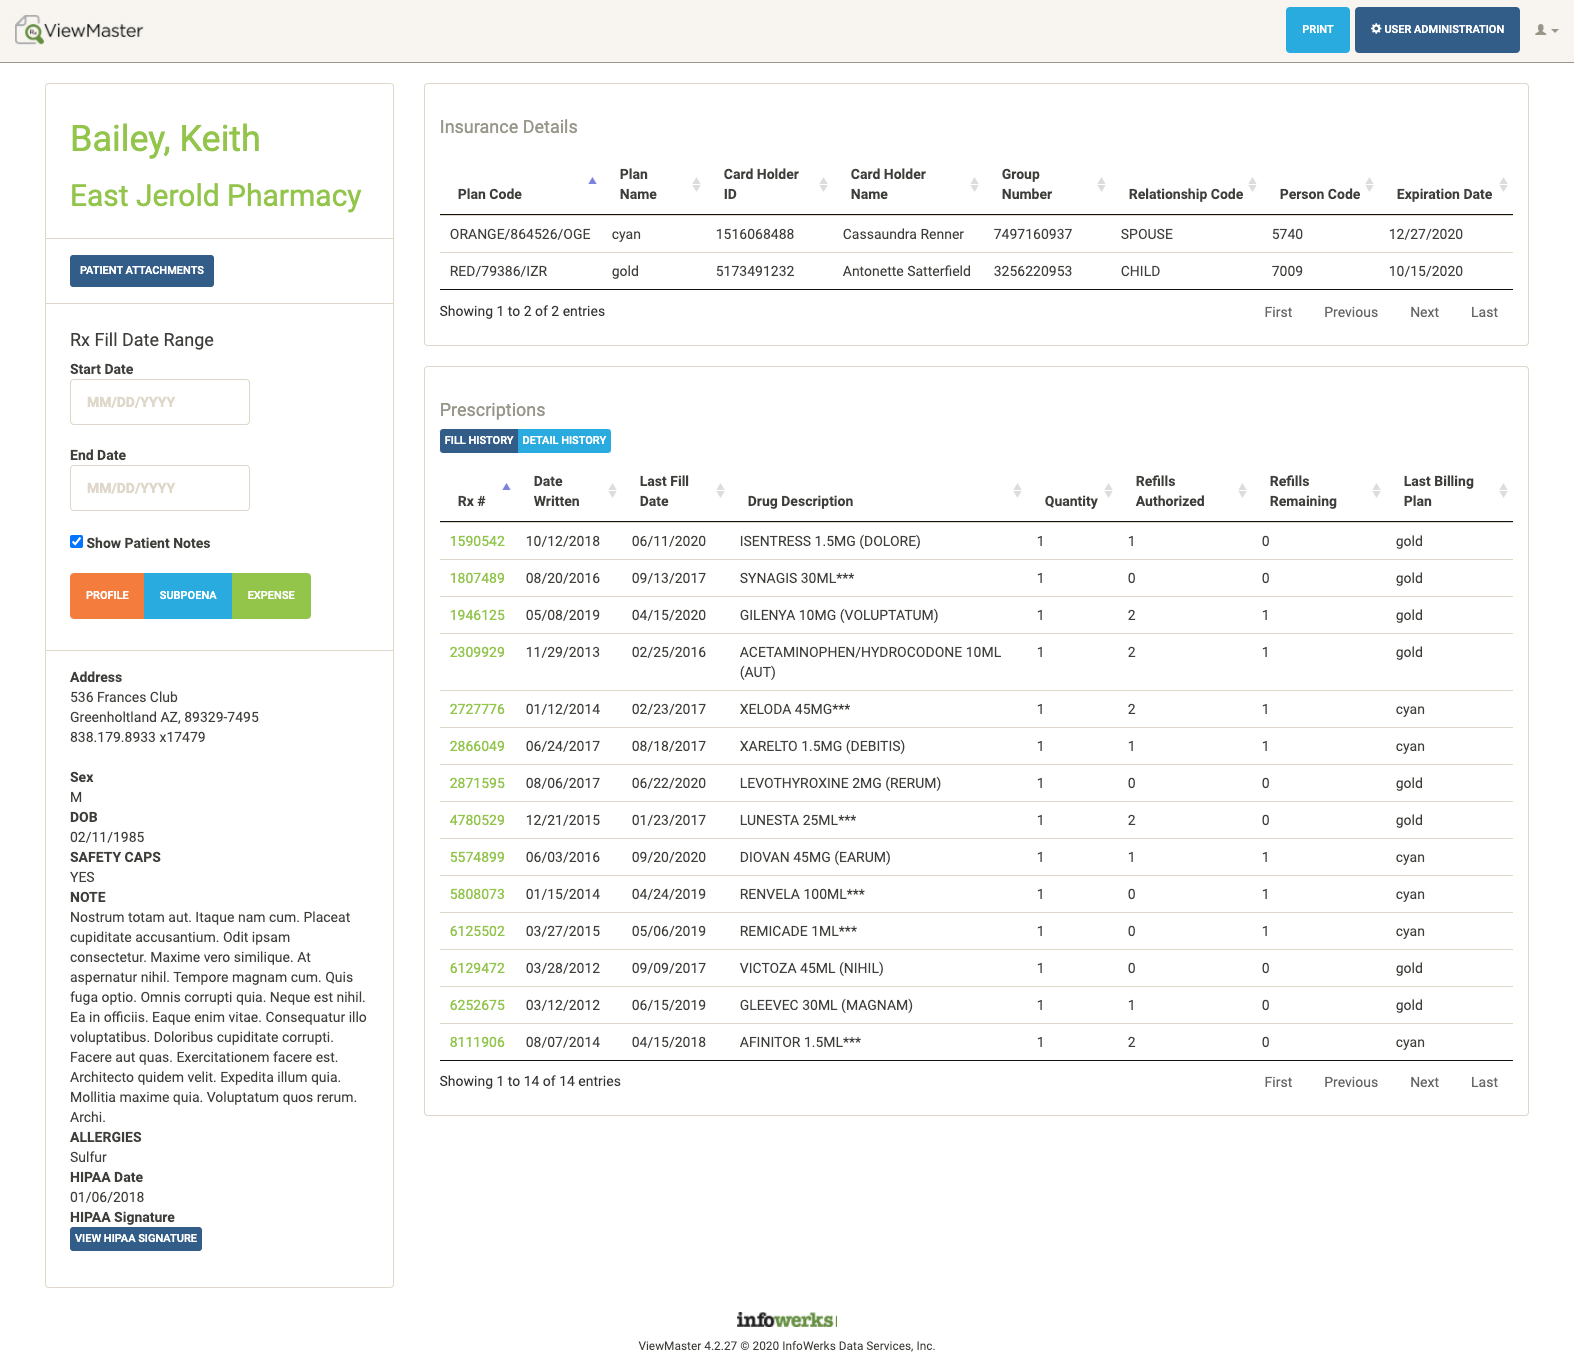 ViewMaster
PRINT
USER ADMINISTRATION
Bailey, Keith
East Jerold Pharmacy
PATIENT ATTACHMENTS
Rx Fill Date Range
Start Date
MM/DD/YYYY
End Date
MM/DD/YYYY
Show Patient Notes
PROFILE SUBPOENA EXPENSE
Address
536 Frances Club
Greenholtland AZ, 89329-7495
838.179.8933 x17479
Sex
M
DOB
02/11/1985
SAFETY CAPS
YES
NOTE
Nostrum totam aut. Itaque nam cum. Placeat
cupiditate accusantium. Odit ipsam
consectetur. Maxime vero similique. At
aspernatur nihil. Tempore magnam cum. Quis
fuga optio. Omnis corrupti quia. Neque est nihil.
Ea in officiis. Eaque enim vitae. Consequatur illo
voluptatibus. Doloribus cupiditate corrupti.
Facere aut quas. Exercitationem facere est.
Architecto quidem velit. Expedita illum quia.
Mollitia maxime quia. Voluptatum quos rerum.
Archi.
ALLERGIES
Sulfur
HIPAA Date
01/06/2018
HIPAA Signature
VIEW HIPAA SIGNATURE
Insurance Details
Plan Code Plan Name Card Holder ID Card Holder Name Group Number Relationship Code Person Code Expiration Date
ORANGE/864526/OGE cyan 1516068488 Cassaundra Renner 7497160937 SPOUSE 5740 12/27/2020
RED/79386/IZR gold 5173491232 Antonette Satterfield 3256220953 CHILD 7009 10/15/2020
Showing 1 to 2 of 2 entries First Previous Next Last
Prescriptions
FILL HISTORY DETAIL HISTORY
Rx # Date Written Last Fill Date Drug Description Quantity Refills Authorized Refills Remaining Last Billing Plan
1590542 10/12/2018 06/11/2020 ISENTRESS 1.5MG (DOLORE) 1 1 0 gold
1807489 08/20/2016 09/13/2017 SYNAGIS 30ML*** 1 0 0 gold
1946125 05/08/2019 04/15/2020 GILENYA 10MG (VOLUPTATUM) 1 2 1 gold
2309929 11/29/2013 02/25/2016 ACETAMINOPHEN/HYDROCODONE 10ML (AUT) 1 2 1 gold
2727776 01/12/2014 02/23/2017 XELODA 45MG*** 1 2 1 cyan
2866049 06/24/2017 08/18/2017 XARELTO 1.5MG (DEBITIS) 1 1 1 cyan
2871595 08/06/2017 06/22/2020 LEVOTHYROXINE 2MG (RERUM) 1 0 0 gold
4780529 12/21/2015 01/23/2017 LUNESTA 25ML*** 1 2 0 gold
5574899 06/03/2016 09/20/2020 DIOVAN 45MG (EARUM) 1 1 1 cyan
5808073 01/15/2014 04/24/2019 RENVELA 100ML*** 1 0 1 cyan
6125502 03/27/2015 05/06/2019 REMICADE 1ML*** 1 0 1 cyan
6129472 03/28/2012 09/09/2017 VICTOZA 45ML (NIHIL) 1 0 0 gold
6252675 03/12/2012 06/15/2019 GLEEVEC 30ML (MAGNAM) 1 1 0 gold
8111906 08/07/2014 04/15/2018 AFINITOR 1.5ML*** 1 2 0 cyan
Showing 1 to 14 of 14 entries First Previous Next Last
infowerks
ViewMaster 4.2.27 © 2020 InfoWerks Data Services, Inc.